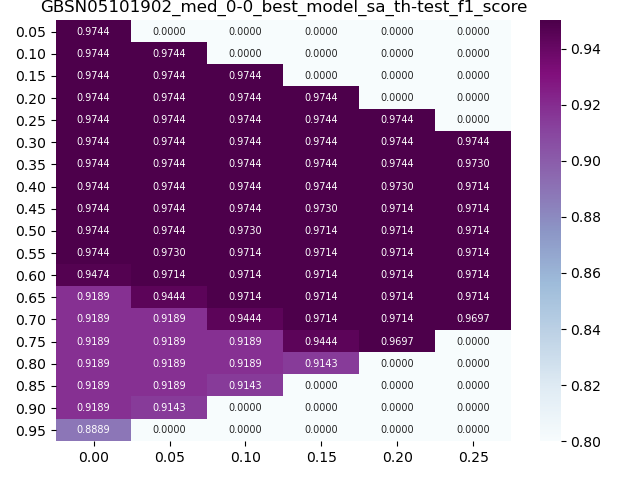 GBSN05101902_med_0-0_best_model_sa_th-test_f1_score
0.05 0.9744 0.0000 0.0000 0.0000 0.0000 0.0000
0.10 0.9744 0.9744 0.0000 0.0000 0.0000 0.0000
0.15 0.9744 0.9744 0.9744 0.0000 0.0000 0.0000
0.20 0.9744 0.9744 0.9744 0.9744 0.0000 0.0000
0.25 0.9744 0.9744 0.9744 0.9744 0.9744 0.0000
0.30 0.9744 0.9744 0.9744 0.9744 0.9744 0.9744
0.35 0.9744 0.9744 0.9744 0.9744 0.9744 0.9730
0.40 0.9744 0.9744 0.9744 0.9744 0.9730 0.9714
0.45 0.9744 0.9744 0.9744 0.9730 0.9714 0.9714
0.50 0.9744 0.9744 0.9730 0.9714 0.9714 0.9714
0.55 0.9744 0.9730 0.9714 0.9714 0.9714 0.9714
0.60 0.9474 0.9714 0.9714 0.9714 0.9714 0.9714
0.65 0.9189 0.9444 0.9714 0.9714 0.9714 0.9714
0.70 0.9189 0.9189 0.9444 0.9714 0.9714 0.9697
0.75 0.9189 0.9189 0.9189 0.9444 0.9697 0.0000
0.80 0.9189 0.9189 0.9189 0.9143 0.0000 0.0000
0.85 0.9189 0.9189 0.9143 0.0000 0.0000 0.0000
0.90 0.9189 0.9143 0.0000 0.0000 0.0000 0.0000
0.95 0.8889 0.0000 0.0000 0.0000 0.0000 0.0000
0.00 0.05 0.10 0.15 0.20 0.25
0.94
0.92
0.90
0.88
0.86
0.84
0.82
0.80